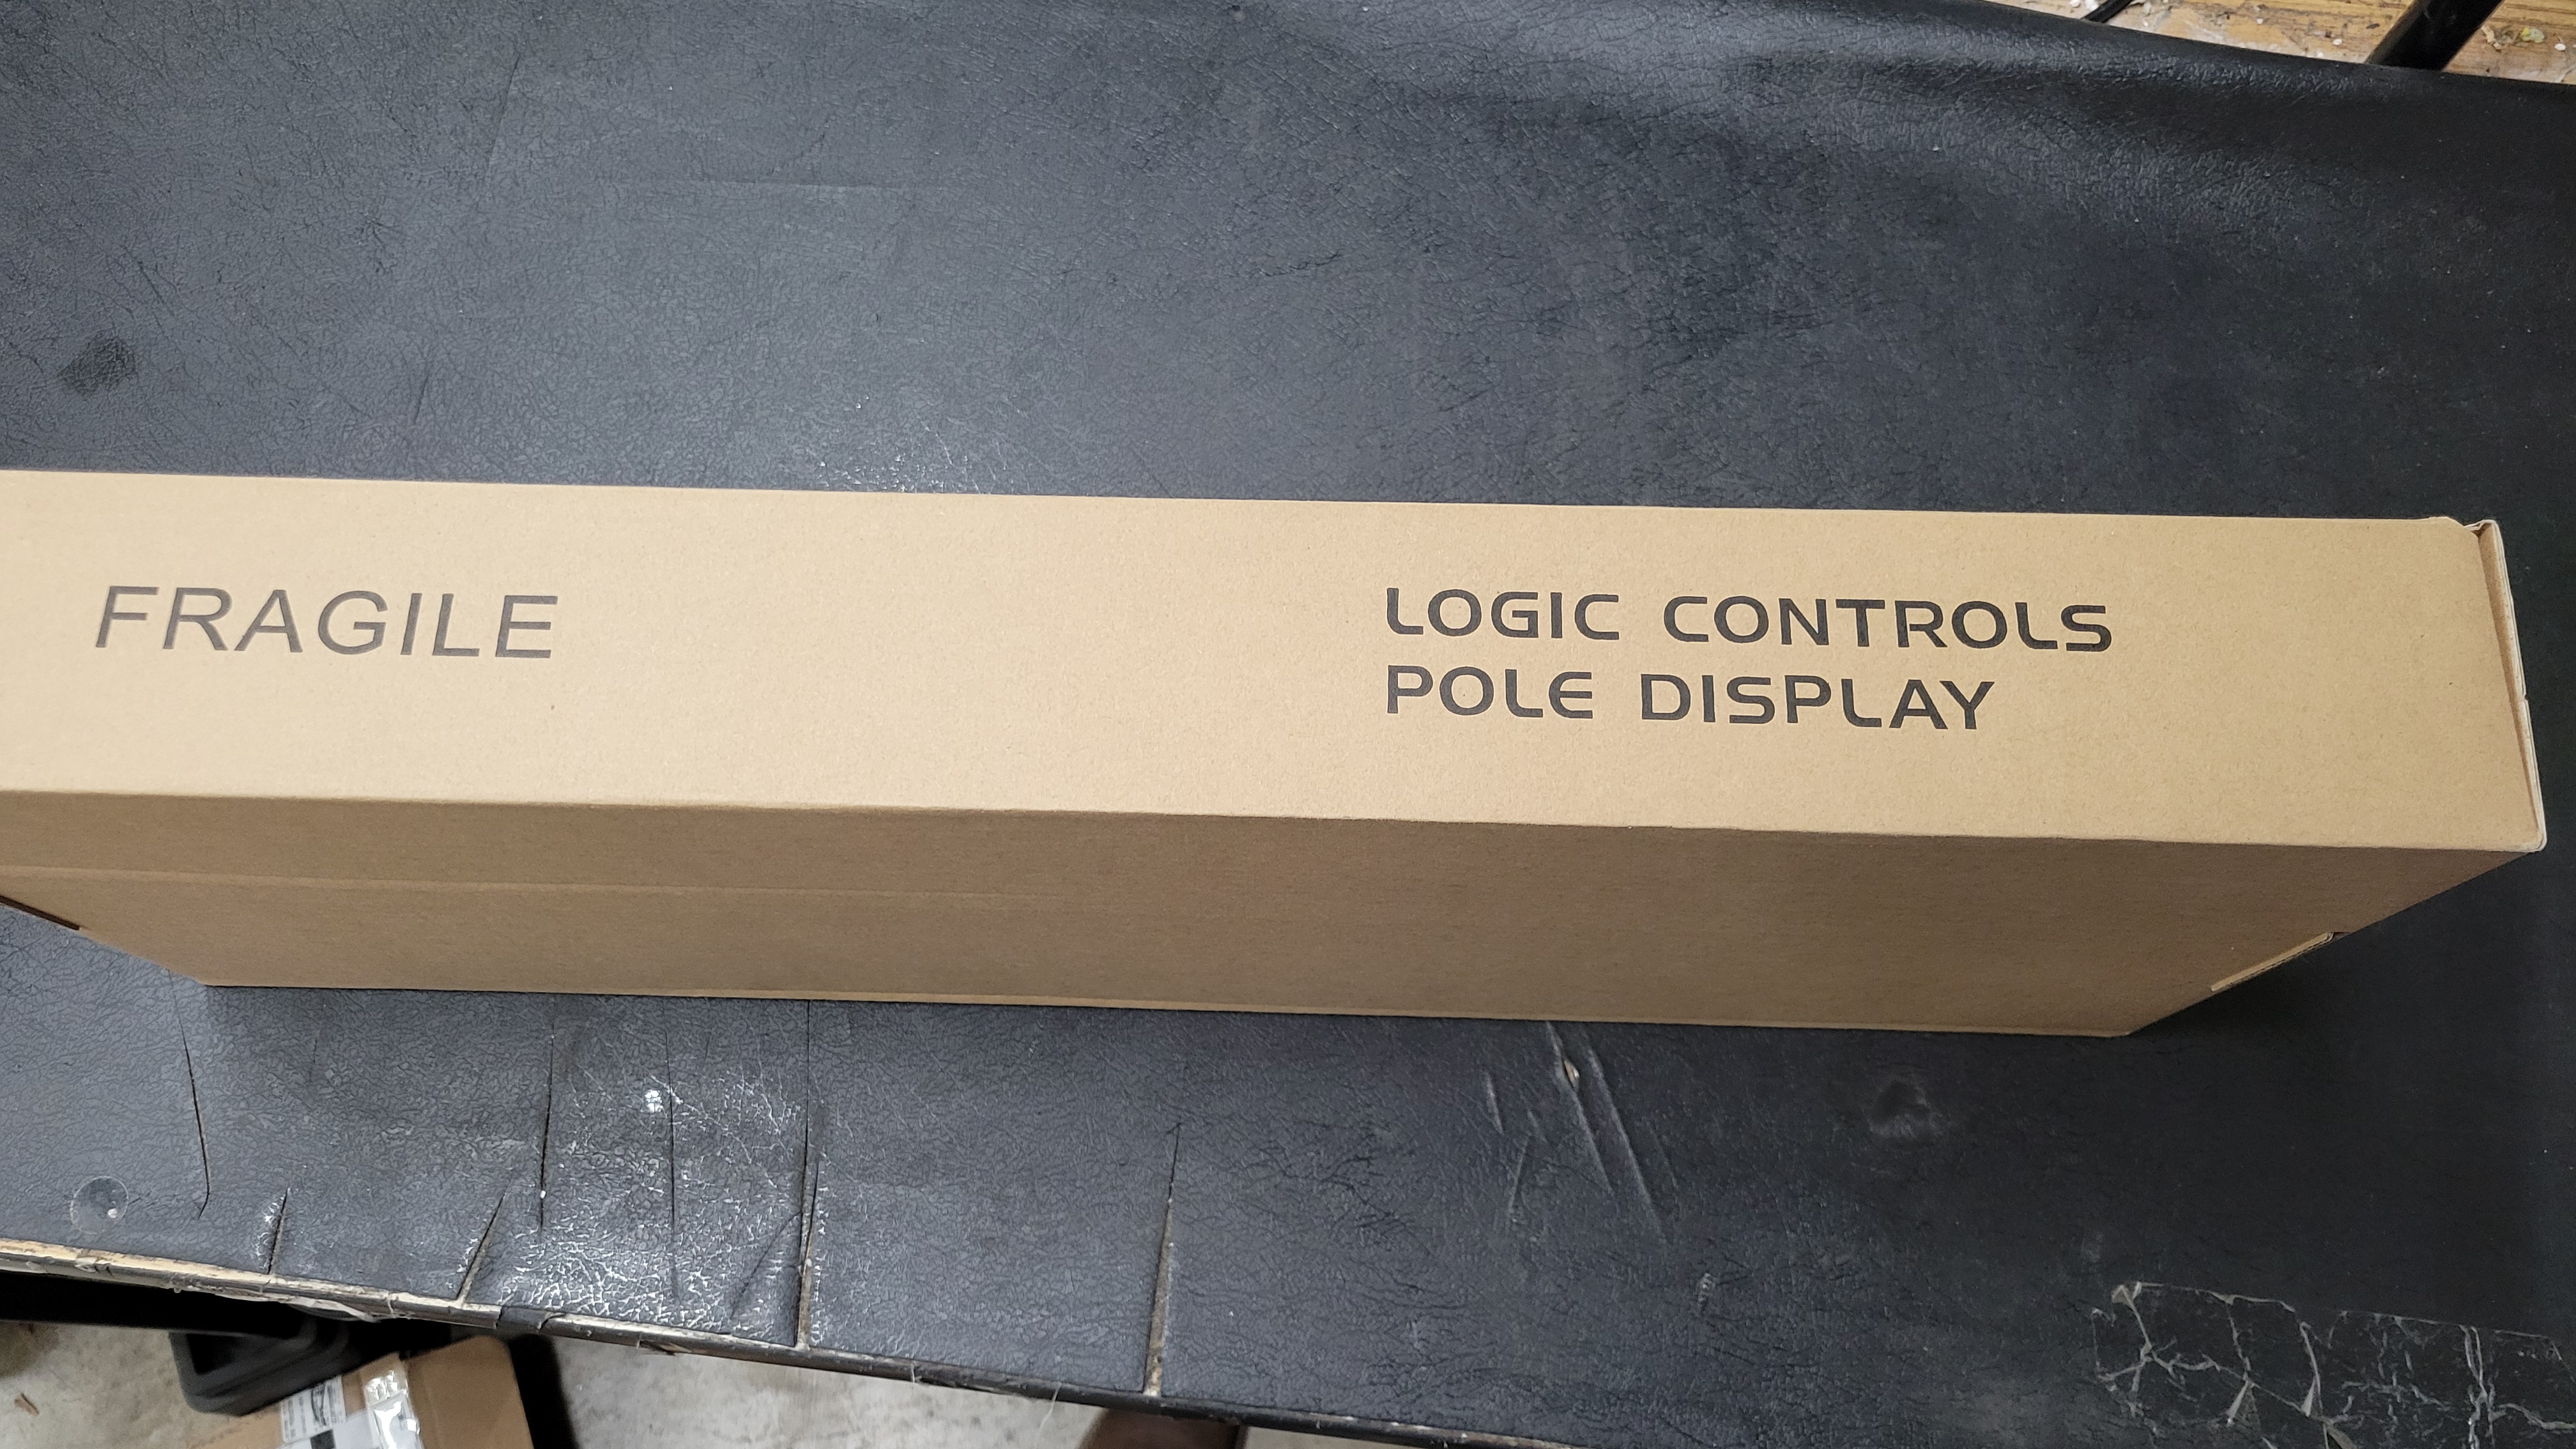 FRAGILE
LOGIC CONTROLS
POLE DISPLAY